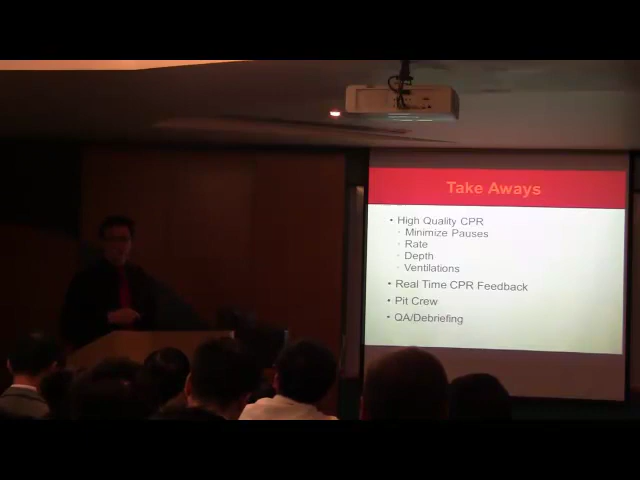 Take Aways
• High Quality CPR
· Minimize Pauses
· Rate
· Depth
· Ventilations
• Real Time CPR Feedback
• Pit Crew
• QA/Debriefing